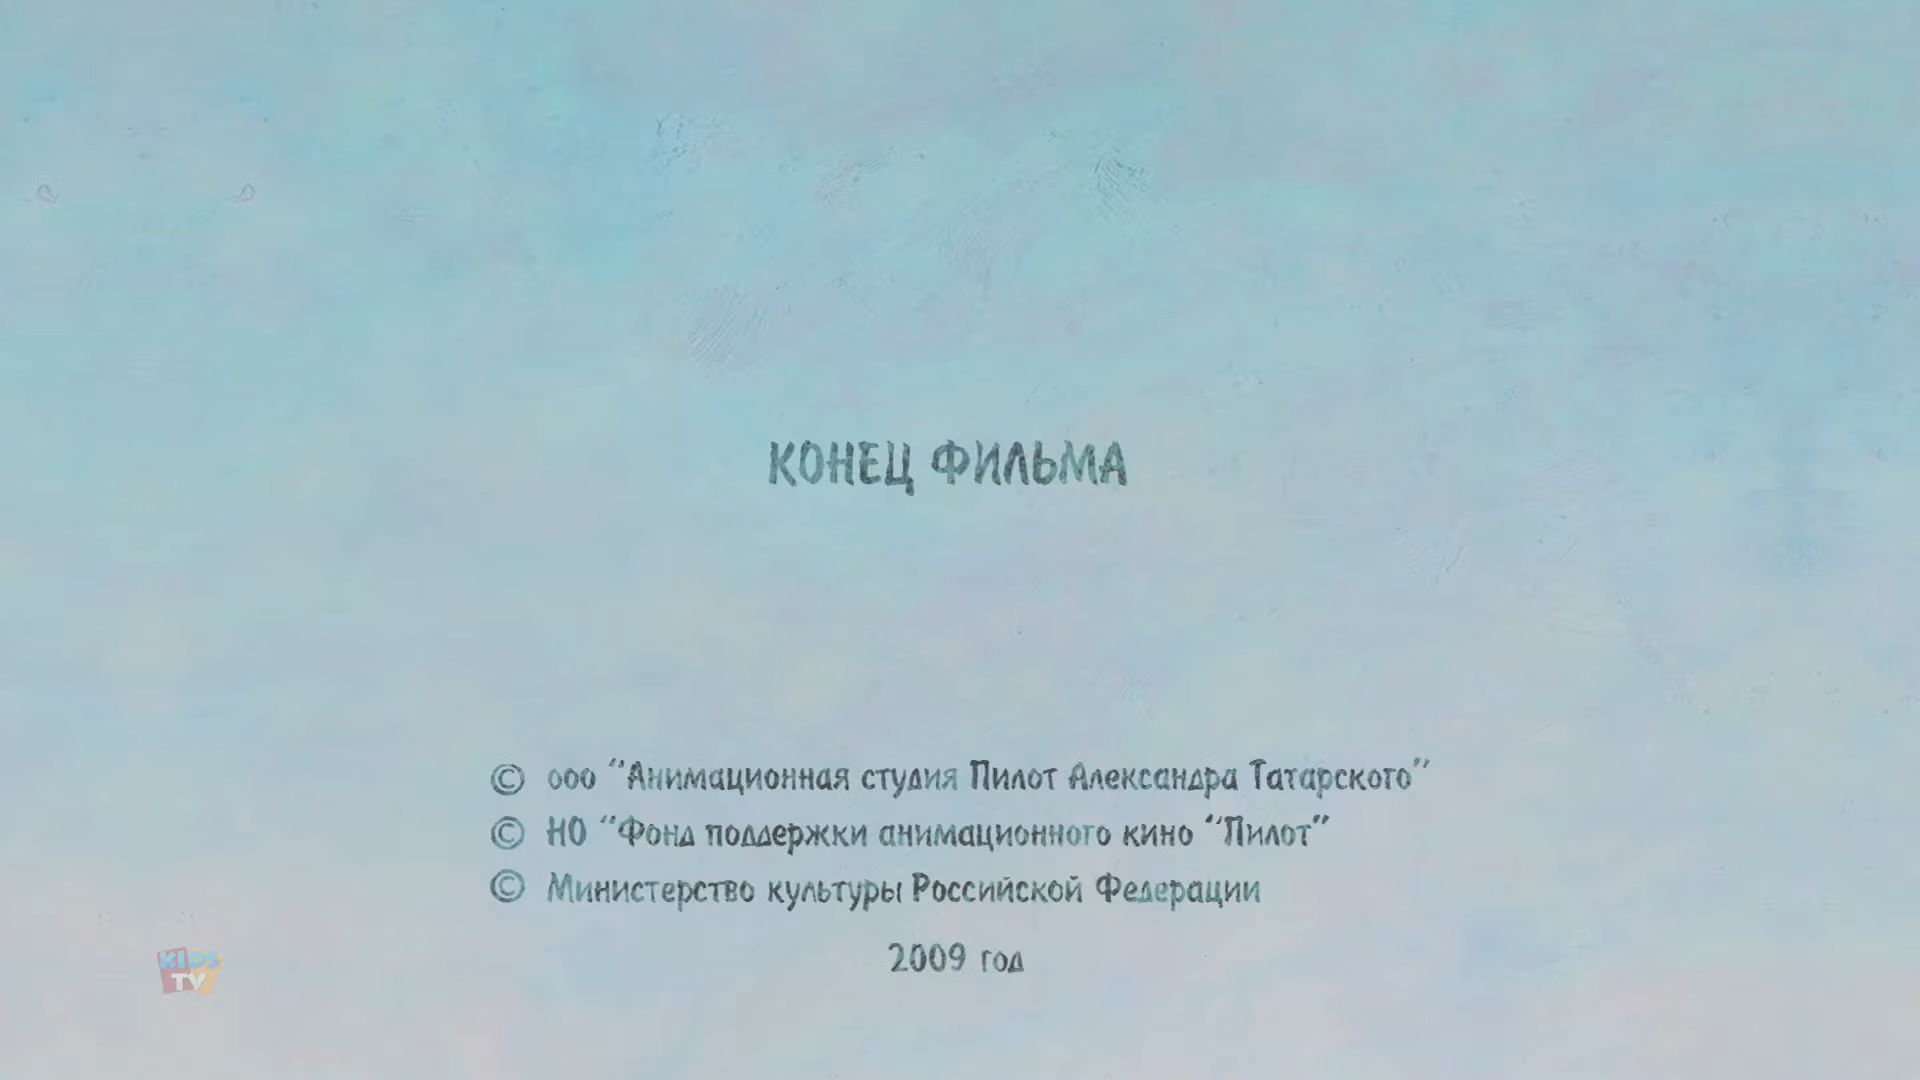 КОНЕЦ ФИЛЬМА
© ооо “Анимационная студия Пилот Александра Татарского”
© НО “Фонд поддержки анимационного кино “Пилот”
© Министерство культуры Российской Федерации
2009 год
KIDS
TV